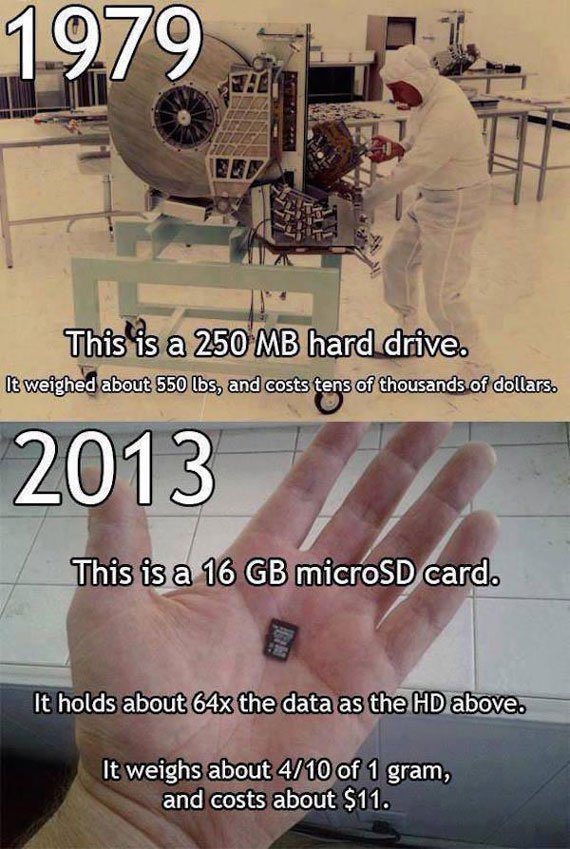 1979
This is a 250 MB hard drive.
It weighed about 550 lbs, and costs tens of thousands of dollars.
2013
This is a 16 GB microSD card.
It holds about 64x the data as the HD above.
It weighs about 4/10 of 1 gram,
and costs about $11.